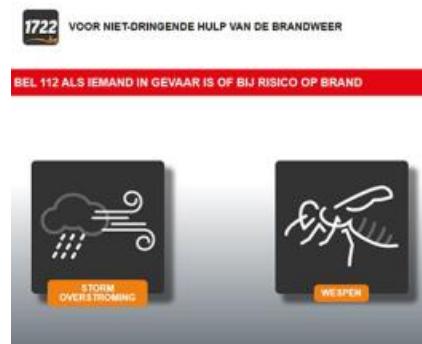 1722 VOOR NIET-DRINGENDE HULP VAN DE BRANDWEER
.be
BEL 112 ALS IEMAND IN GEVAAR IS OF BIJ RISICO OP BRAND
STORM
OVERSTROMING
WESPEN